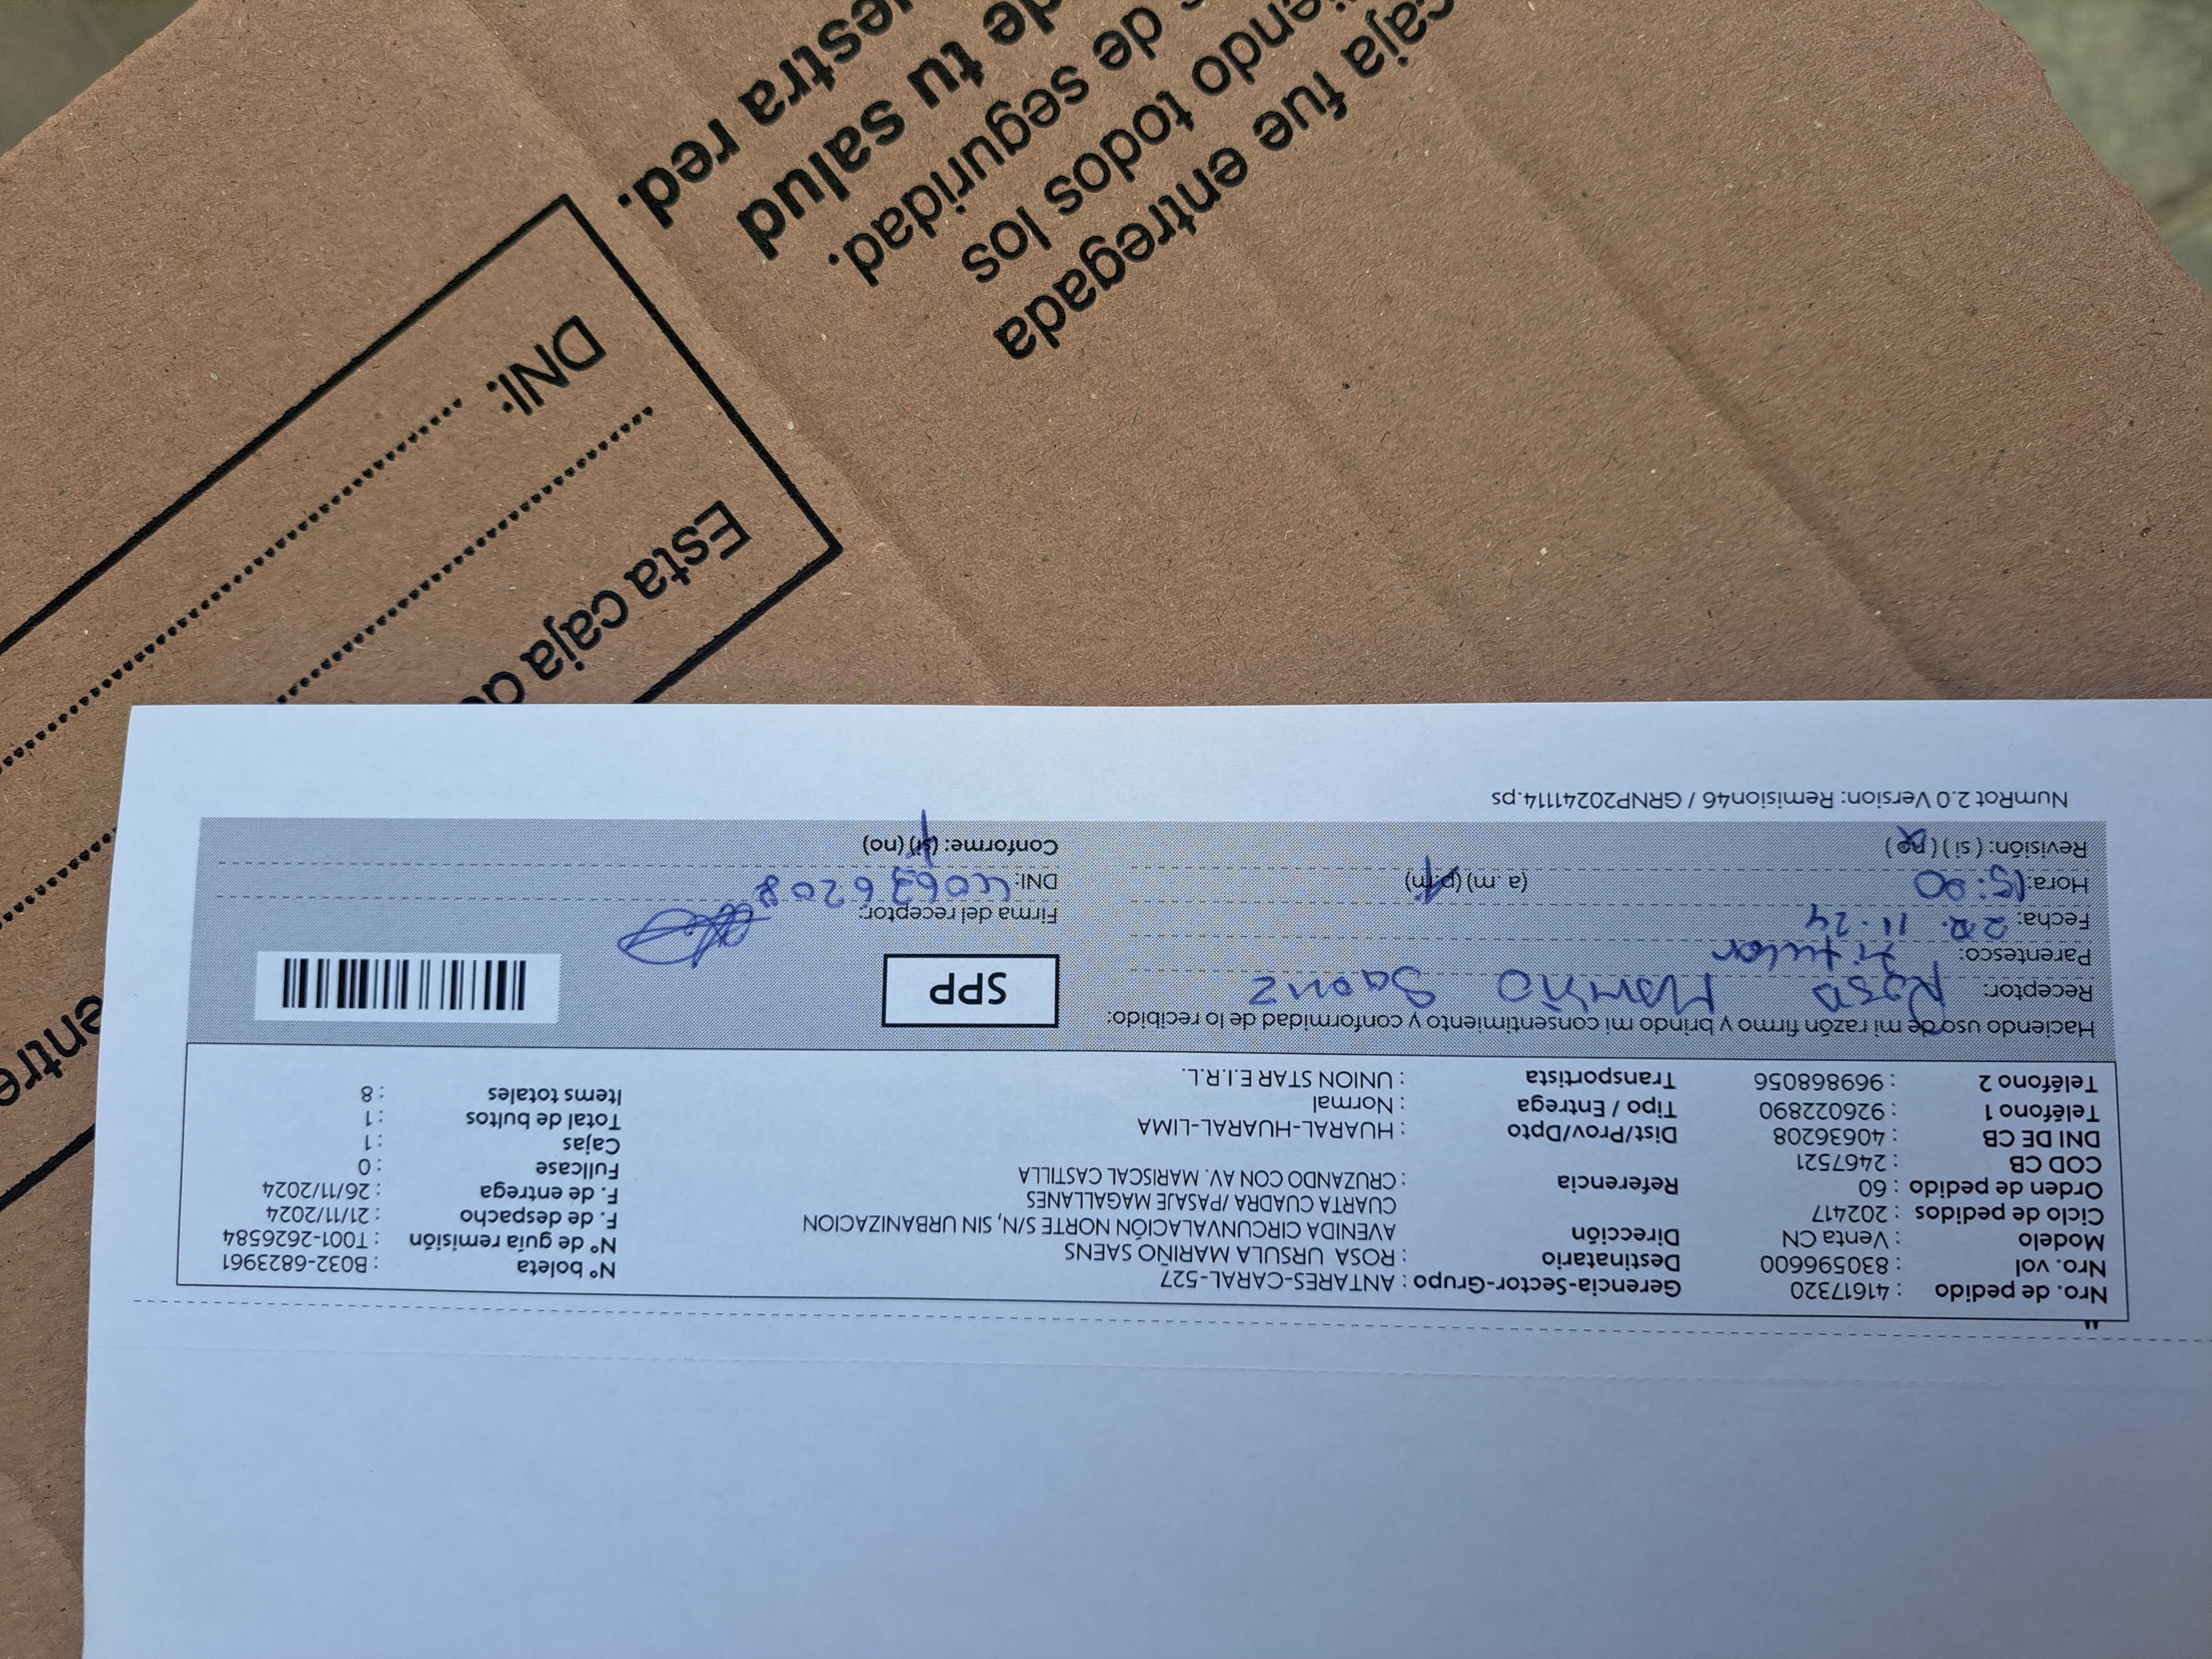 Nro. de pedido : 41617320 Gerencia-Sector-Grupo : ANTARES-CARAL-527 N° boleta : B032-6823961
Nro. vol : 830596600 Destinatario : ROSA URSULA MARIÑO SAENS N° de guía remisión : T001-2626584
Modelo : Venta CN Dirección AVENIDA CIRCUNVALACIÓN NORTE S/N, SIN URBANIZACION F. de despacho : 21/11/2024
Ciclo de pedidos : 202417 CUARTA CUADRA /PASAJE MAGALLANES F. de entrega : 26/11/2024
Orden de pedido : 60 Referencia : CRUZANDO CON AV. MARISCAL CASTILLA Fullcase : 0
COD CB : 2467521 Cajas : 1
DNI DE CB : 40636208 Dist/Prov/Dpto : HUARAL-HUARAL-LIMA Total de bultos : 1
Teléfono 1 : 926022890 Tipo / Entrega : Normal Items totales : 8
Teléfono 2 : 969868056 Transportista : UNION STAR E.I.R.L.
Haciendo uso de mi razón firmo y brindo mi consentimiento y conformidad de lo recibido:
Receptor: Rosa Mariño Saenz
SPP
Parentesco: titular
Fecha: 22. 11.24 Firma del receptor:
Hora: 15:00 (a.m) (p.m) DNI: 40636208
Revisión: (si) (no) Conforme: (si) (no)
NumRot 2.0 Version: Remision46 / GRNP20241114.ps
entre
Esta caja de
DNI:
caja fue entregada
iendo todos los
de seguridad.
de tu salud
estra red.